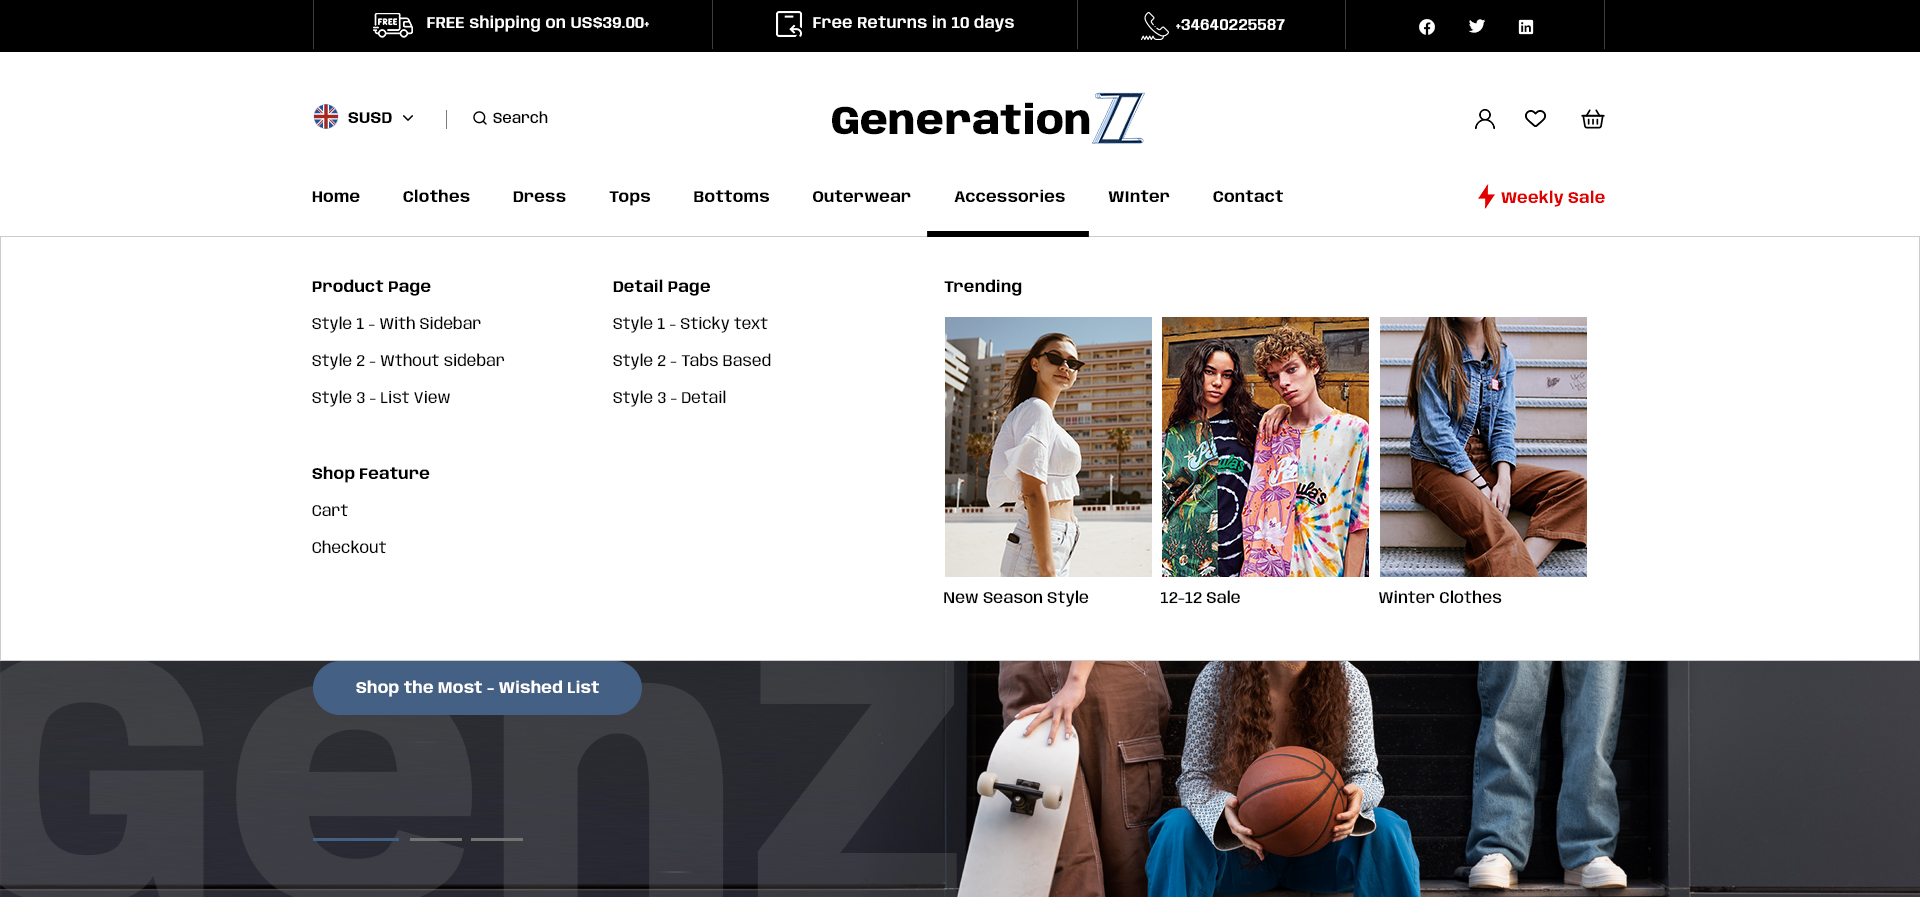 FREE FREE shipping on US$39.00+
Free Returns in 10 days
+34640225587
SUSD
Search
Generation Z
Home Clothes Dress Tops Bottoms Outerwear Accessories WInter Contact
Weekly Sale
Product Page
Style 1 - With Sidebar
Style 2 - Wthout sidebar
Style 3 - List View
Shop Feature
Cart
Checkout
Detail Page
Style 1 - Sticky text
Style 2 - Tabs Based
Style 3 - Detail
Trending
New Season Style
12-12 Sale
Winter Clothes
Shop the Most - Wished List
Genz